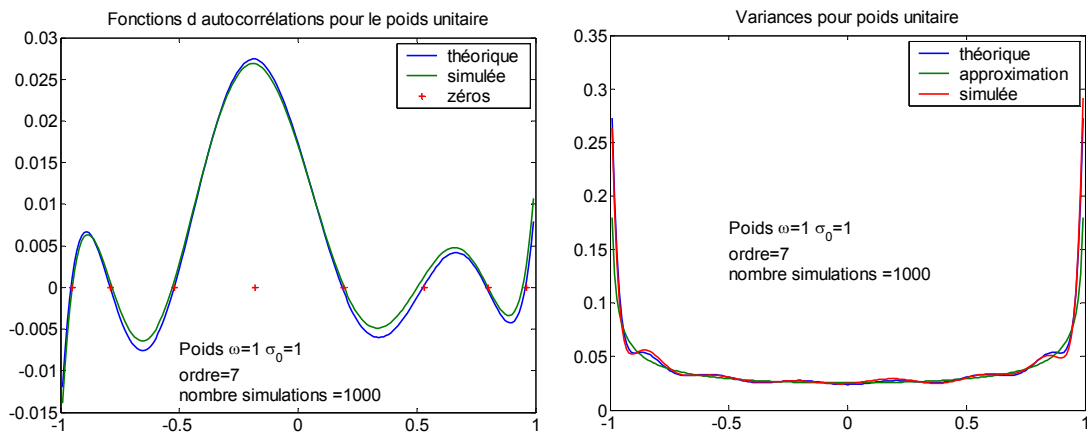 Fonctions d autocorrélations pour le poids unitaire
0.03
0.025
0.02
0.015
0.01
0.005
0
-0.005
-0.01
-0.015
-1
-0.5
0
0.5
1
théorique
simulée
zéros
Poids ω=1 σ0=1
ordre=7
nombre simulations =1000
Variances pour poids unitaire
0.35
0.3
0.25
0.2
0.15
0.1
0.05
0
-1
-0.5
0
0.5
1
théorique
approximation
simulée
Poids ω=1 σ0=1
ordre=7
nombre simulations =1000